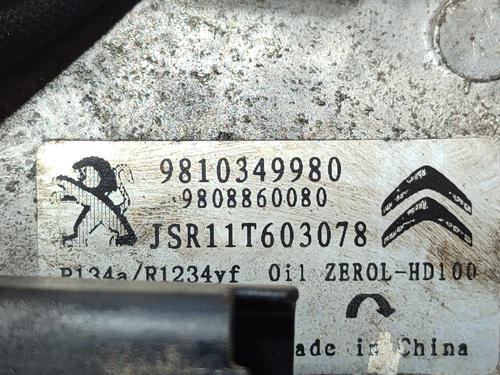 9810349980
9808860080
JSR11T603078
R134a/R1234yf Oil ZEROL-HD100
ade in China